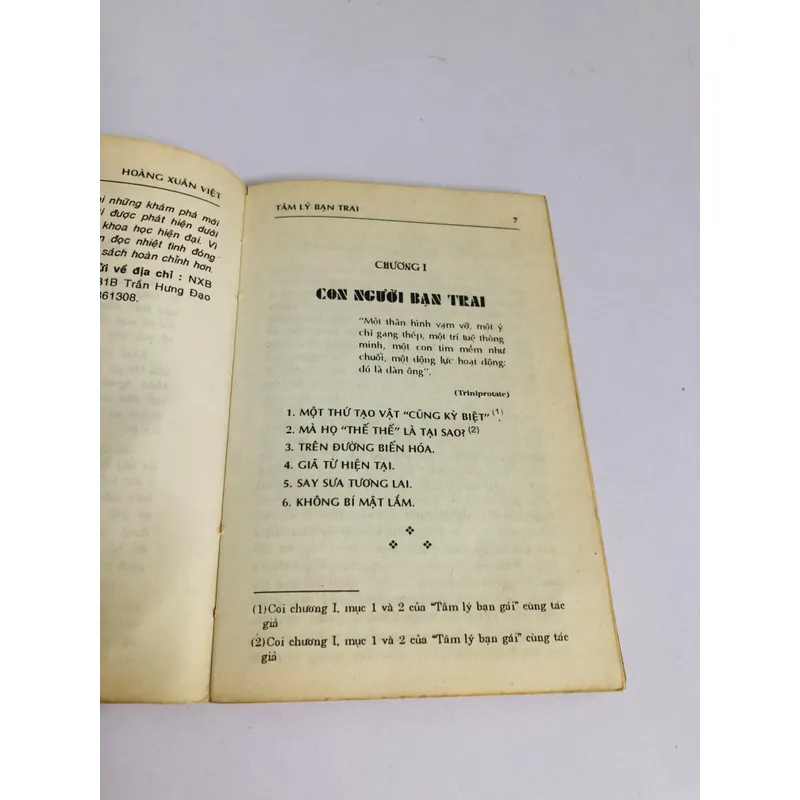 HOÀNG XUÂN VIỆT
những khám phá mới
được phát hiện dưới
khoa học hiện đại. Vì
đọc nhiệt tình đóng
sách hoàn chỉnh hơn.
về địa chỉ : NXB
Trần Hưng Đạo
TÂM LÝ BẠN TRAI
7
CHƯƠNG I
CON NGƯỜI BẠN TRAI
"Một thân hình vạm vỡ, một ý
chí gang thép, một trí tuệ thông
minh, một con tim mềm như
chuối, một động lực hoạt động:
đó là đàn ông".
(Triniprotate)
1. MỘT THỨ TẠO VẬT "CŨNG KỲ BIỆT" (1)
2. MÀ HỌ "THẾ THẾ" LÀ TẠI SAO? (2)
3. TRÊN ĐƯỜNG BIẾN HÓA.
4. GIÃ TỪ HIỆN TẠI.
5. SAY SƯA TƯƠNG LAI.
6. KHÔNG BÍ MẬT LẮM.
(1)Coi chương I, mục 1 và 2 của "Tâm lý bạn gái" cùng tác
giả
(2)Coi chương I, mục 1 và 2 của "Tâm lý bạn gái" cùng tác
giả